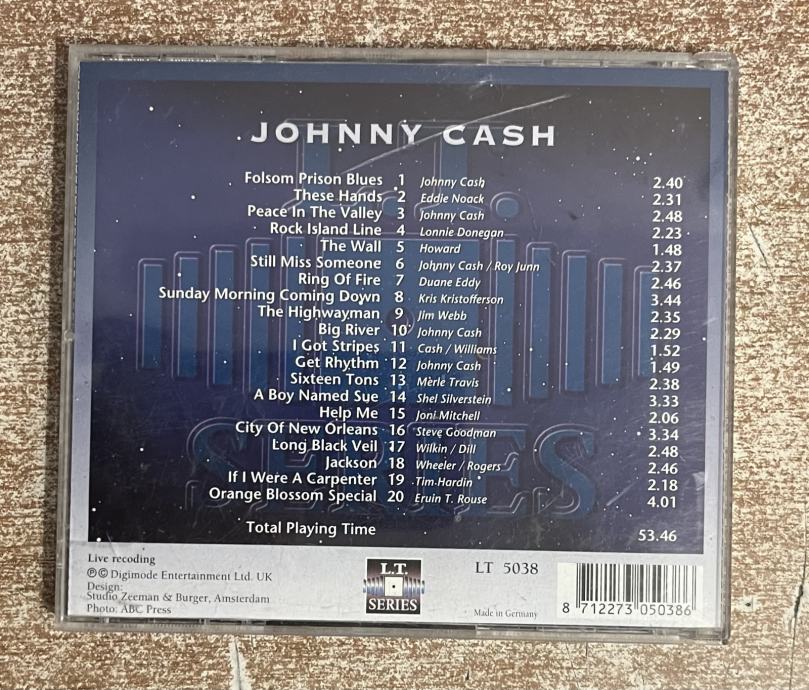 JOHNNY CASH
Folsom Prison Blues 1 Johnny Cash 2.40
These Hands 2 Eddie Noack 2.31
Peace In The Valley 3 Johnny Cash 2.48
Rock Island Line 4 Lonnie Donegan 2.23
The Wall 5 Howard 1.48
Still Miss Someone 6 Johnny Cash / Roy Junn 2.37
Ring Of Fire 7 Duane Eddy 2.46
Sunday Morning Coming Down 8 Kris Kristofferson 3.44
The Highwayman 9 Jim Webb 2.35
Big River 10 Johnny Cash 2.29
I Got Stripes 11 Cash / Williams 1.52
Get Rhythm 12 Johnny Cash 1.49
Sixteen Tons 13 Merle Travis 2.38
A Boy Named Sue 14 Shel Silverstein 3.33
Help Me 15 Joni Mitchell 2.06
City Of New Orleans 16 Steve Goodman 3.34
Long Black Veil 17 Wilkin / Dill 2.48
Jackson 18 Wheeler / Rogers 2.46
If I Were A Carpenter 19 Tim Hardin 2.18
Orange Blossom Special 20 Eruin T. Rouse 4.01
Total Playing Time 53.46
L.T.
SERIES
Live recoding
℗© Digimode Entertainment Ltd. UK
Design:
Studio Zeeman & Burger, Amsterdam
Photo: ABC Press
L.T.
SERIES
LT 5038
Made in Germany
8 712273 050386